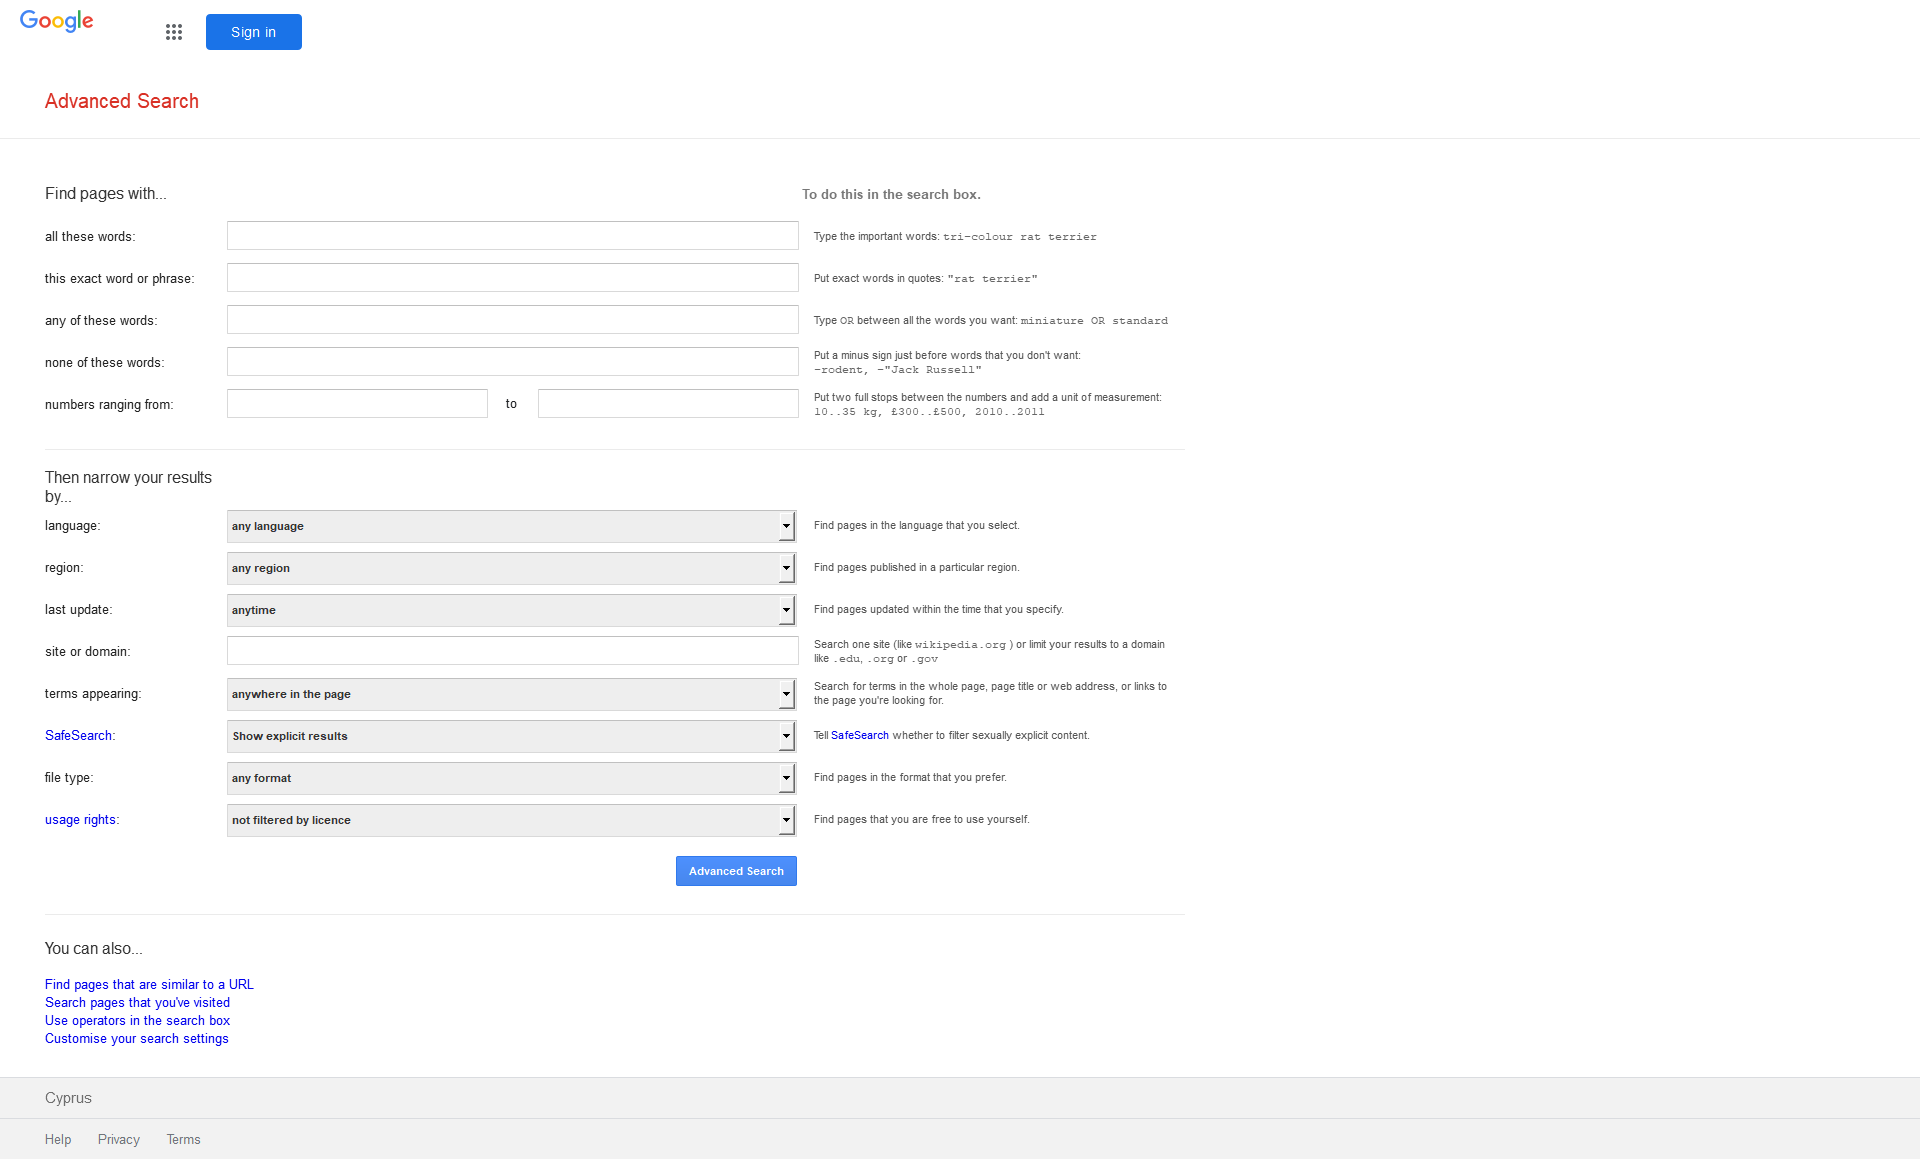 Google
Sign in
Advanced Search
Find pages with...
To do this in the search box.
all these words:
Type the important words: tri-colour rat terrier
this exact word or phrase:
Put exact words in quotes: "rat terrier"
any of these words:
Type OR between all the words you want: miniature OR standard
none of these words:
Put a minus sign just before words that you don't want:
-rodent, -"Jack Russell"
numbers ranging from:
to
Put two full stops between the numbers and add a unit of measurement:
10..35 kg, £300..£500, 2010..2011
Then narrow your results
by...
language:
any language
Find pages in the language that you select.
region:
any region
Find pages published in a particular region.
last update:
anytime
Find pages updated within the time that you specify.
site or domain:
Search one site (like wikipedia.org ) or limit your results to a domain
like .edu, .org or .gov
terms appearing:
anywhere in the page
Search for terms in the whole page, page title or web address, or links to
the page you're looking for.
SafeSearch:
Show explicit results
Tell SafeSearch whether to filter sexually explicit content.
file type:
any format
Find pages in the format that you prefer.
usage rights:
not filtered by licence
Find pages that you are free to use yourself.
Advanced Search
You can also...
Find pages that are similar to a URL
Search pages that you've visited
Use operators in the search box
Customise your search settings
Cyprus
Help Privacy Terms